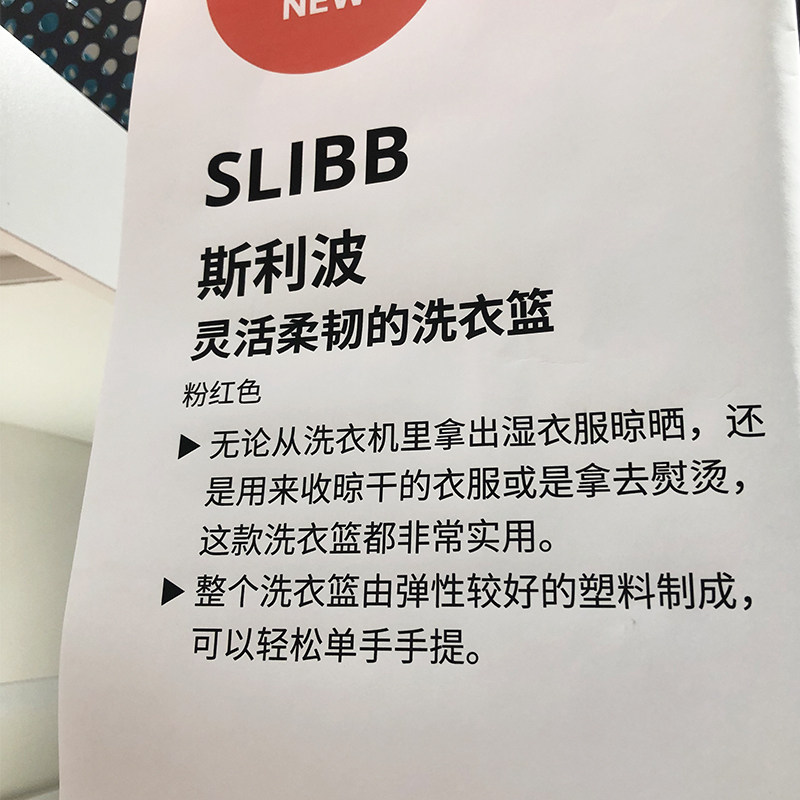 NEW
SLIBB
斯利波
灵活柔韧的洗衣篮
粉红色
▶ 无论从洗衣机里拿出湿衣服晾晒，还
是用来收晾干的衣服或是拿去熨烫，
这款洗衣篮都非常实用。
▶ 整个洗衣篮由弹性较好的塑料制成，
可以轻松单手手提。